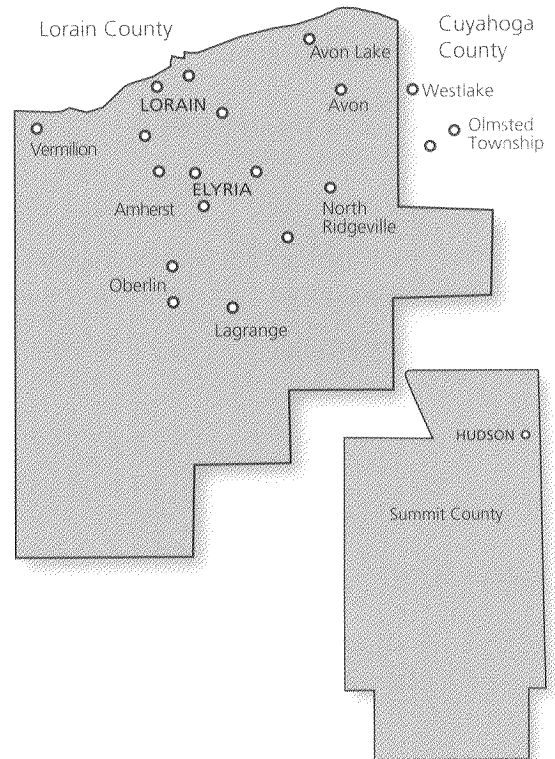 Lorain County
Cuyahoga
County
Avon Lake
LORAIN
Avon
Westlake
Vermilion
Olmsted
Township
ELYRIA
Amherst
North
Ridgeville
Oberlin
Lagrange
HUDSON
Summit County